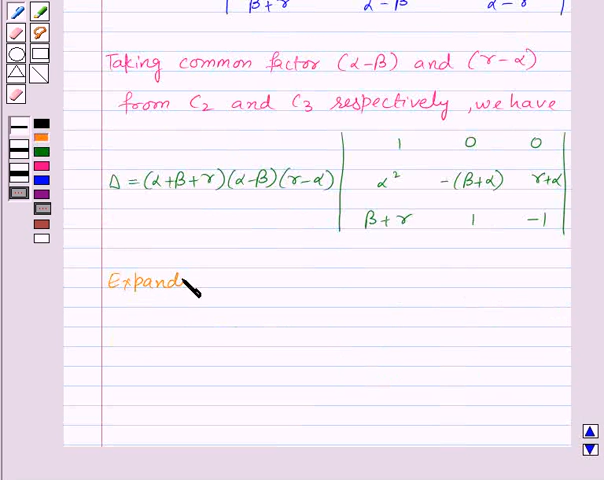 | β+r α-β α-r |
Taking common factor (α-β) and (r-α)
from C₂ and C₃ respectively, we have
| 1 0 0 |
Δ = (α+β+r)(α-β)(r-α) | α² -(β+α) r+α |
| β+r 1 -1 |
Expand